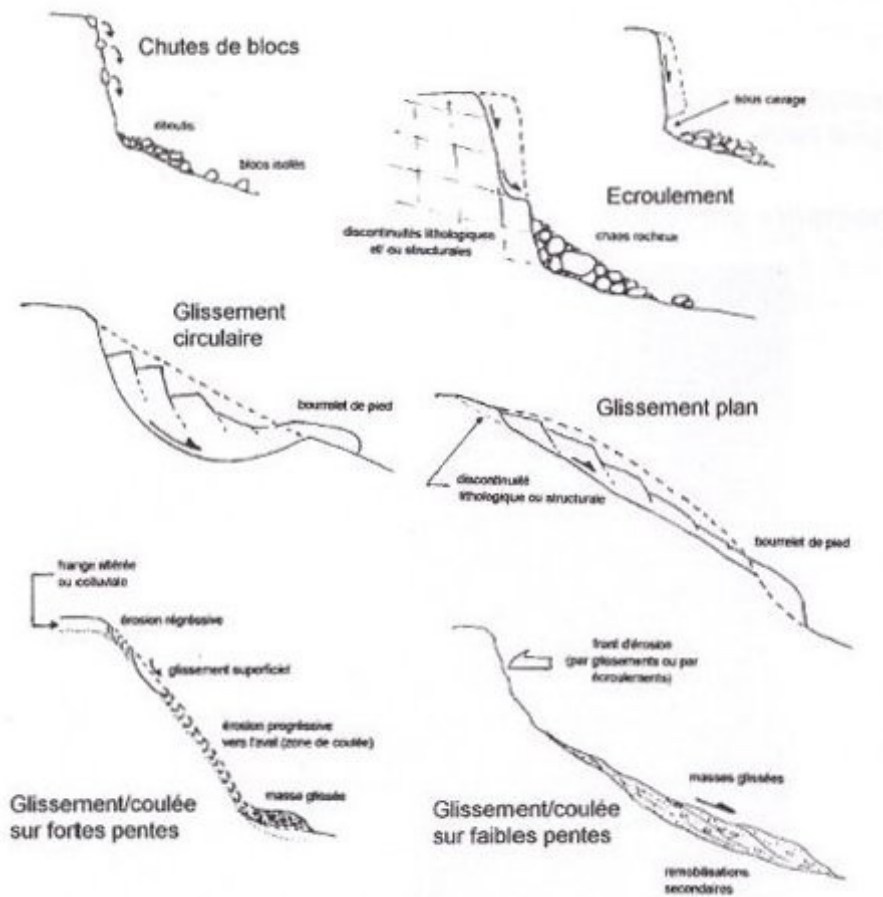 Chutes de blocs
éboulis
blocs isolés
sous cavage
Ecroulement
discontinuités lithologiques
et/ ou structurales
chaos rocheux
Glissement
circulaire
bourrelet de pied
Glissement plan
discontinuité
lithologique ou structurale
bourrelet de pied
frange altérée
ou colluviale
érosion régréssive
glissement superficiel
érosion progréssive
vers l'aval (zone de coulée)
masse glissée
Glissement/coulée
sur fortes pentes
front d'érosion
(par glissements ou par
écroulements)
masses glissées
Glissement/coulée
sur faibles pentes
remobilisations
secondaires